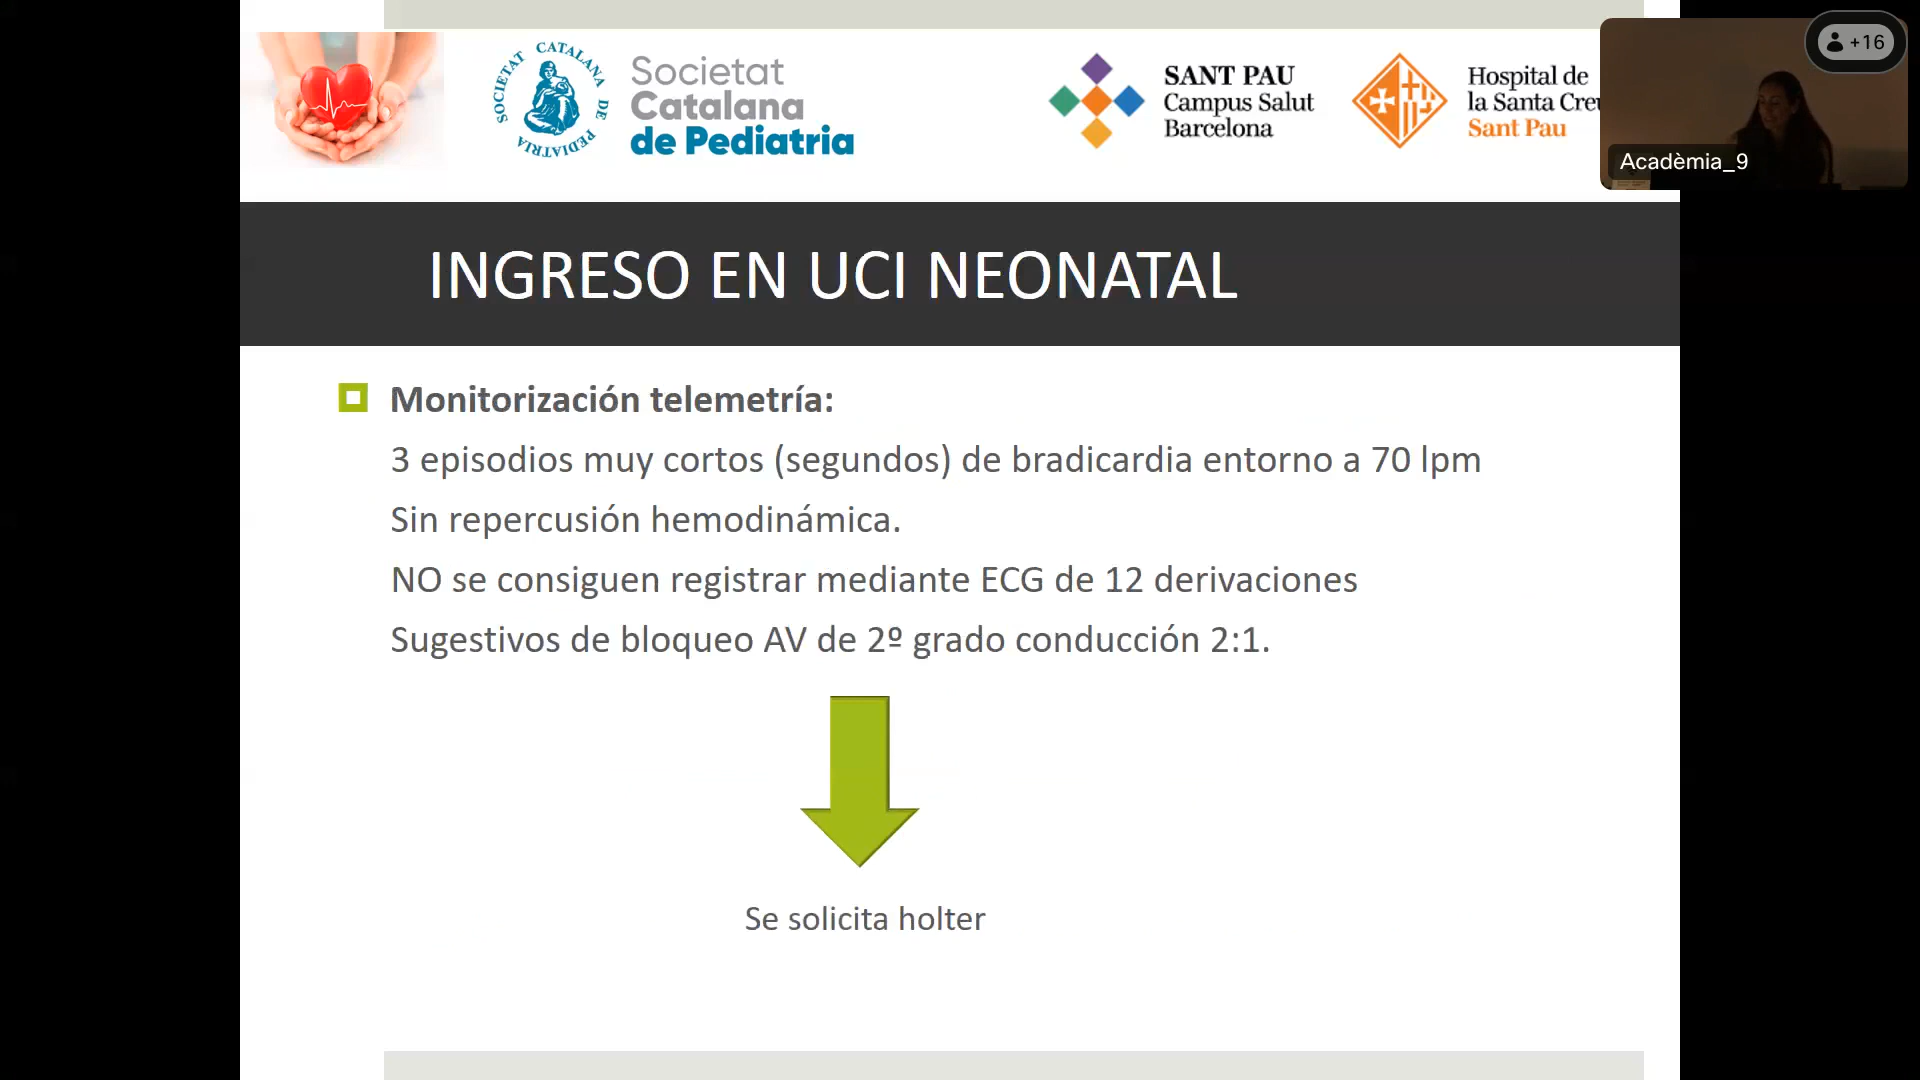 SOCIETAT CATALANA DE PEDIATRIA
Societat
Catalana
de Pediatria
SANT PAU
Campus Salut
Barcelona
Hospital de
la Santa Creu
Sant Pau
+16
Acadèmia_9
INGRESO EN UCI NEONATAL
Monitorización telemetría:
3 episodios muy cortos (segundos) de bradicardia entorno a 70 lpm
Sin repercusión hemodinámica.
NO se consiguen registrar mediante ECG de 12 derivaciones
Sugestivos de bloqueo AV de 2º grado conducción 2:1.
Se solicita holter